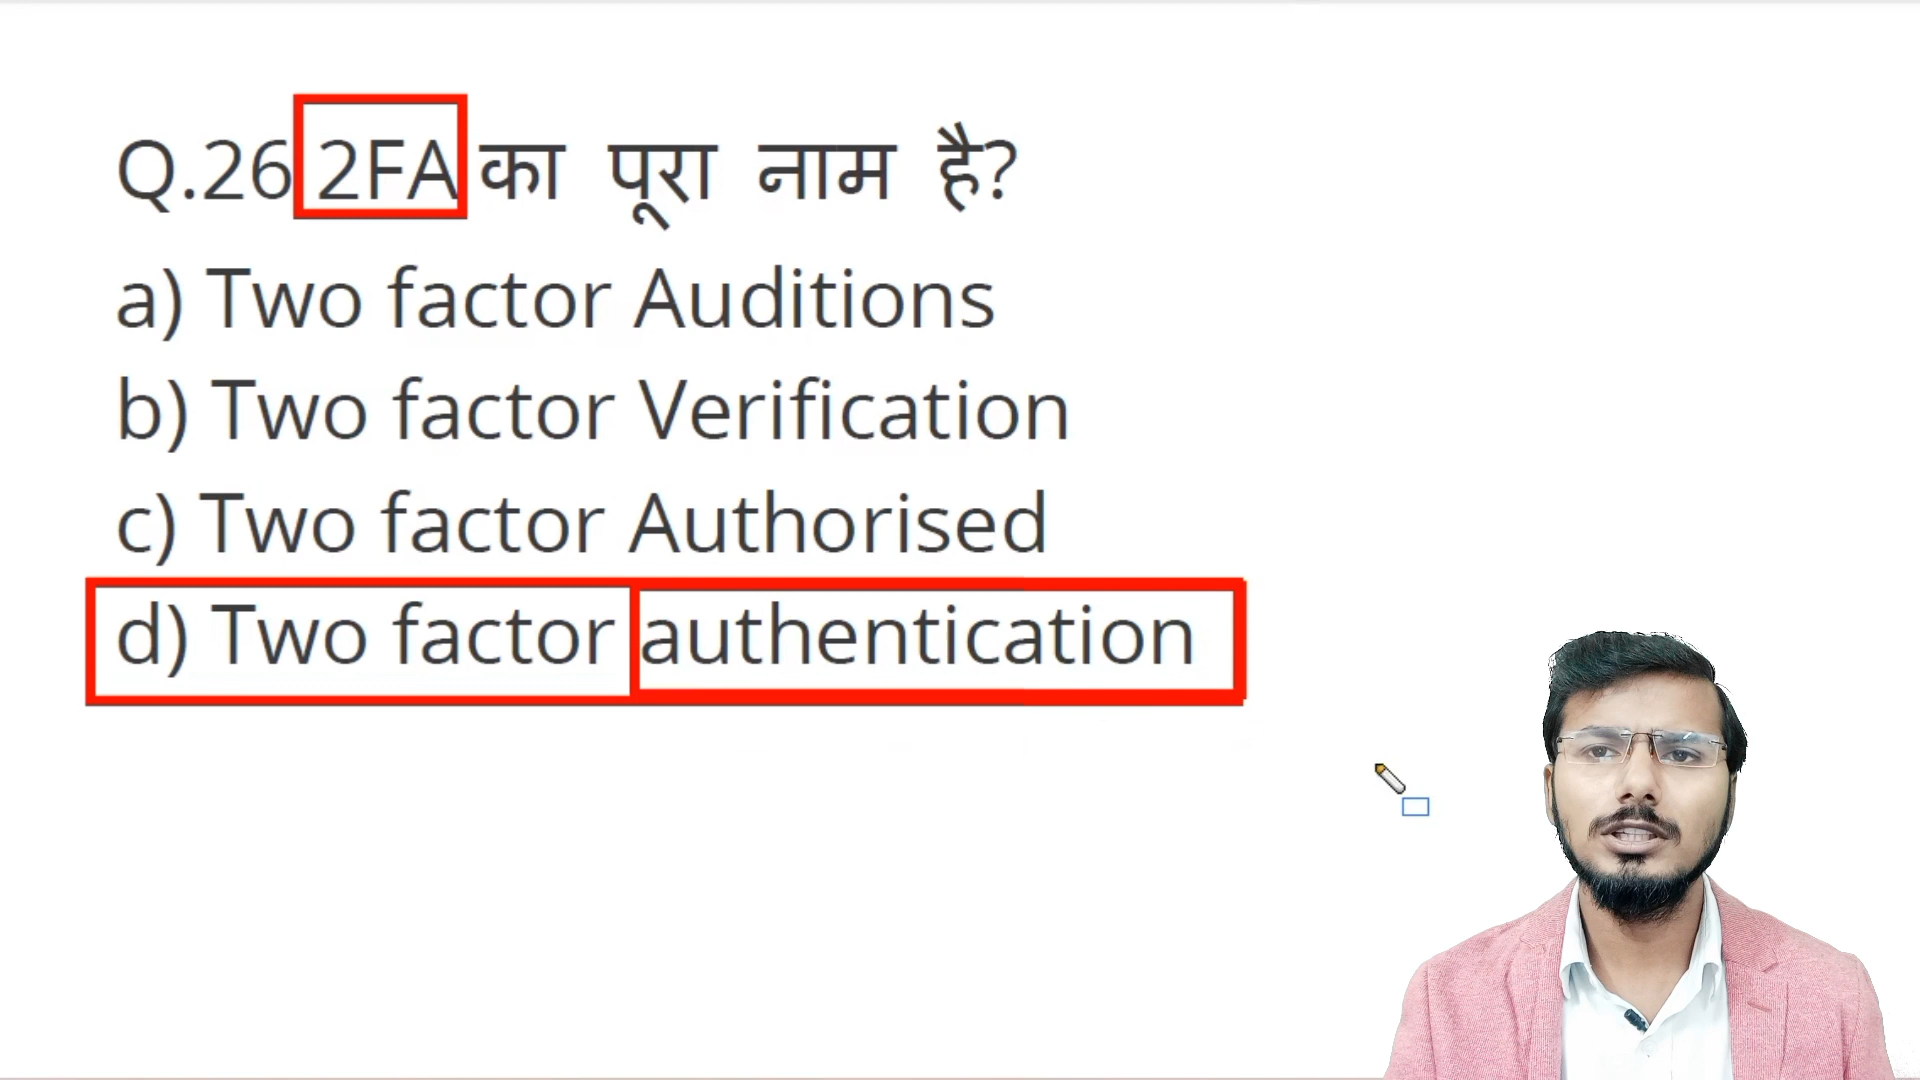 Q.26 2FA का पूरा नाम है?
a) Two factor Auditions
b) Two factor Verification
c) Two factor Authorised
d) Two factor authentication